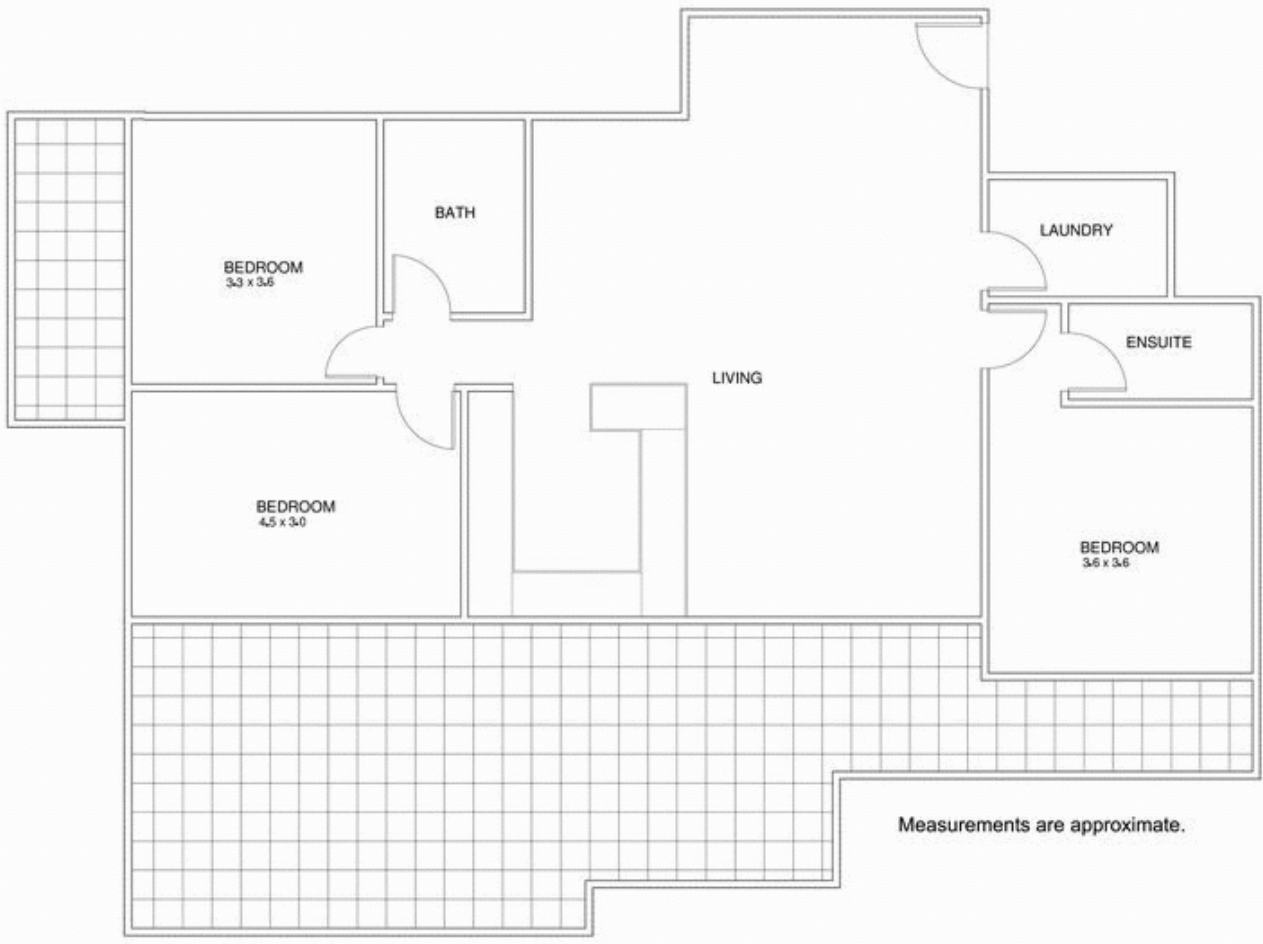 BATH
LAUNDRY
BEDROOM
3.3 x 3.6
ENSUITE
LIVING
BEDROOM
4.5 x 3.0
BEDROOM
3.6 x 3.6
Measurements are approximate.